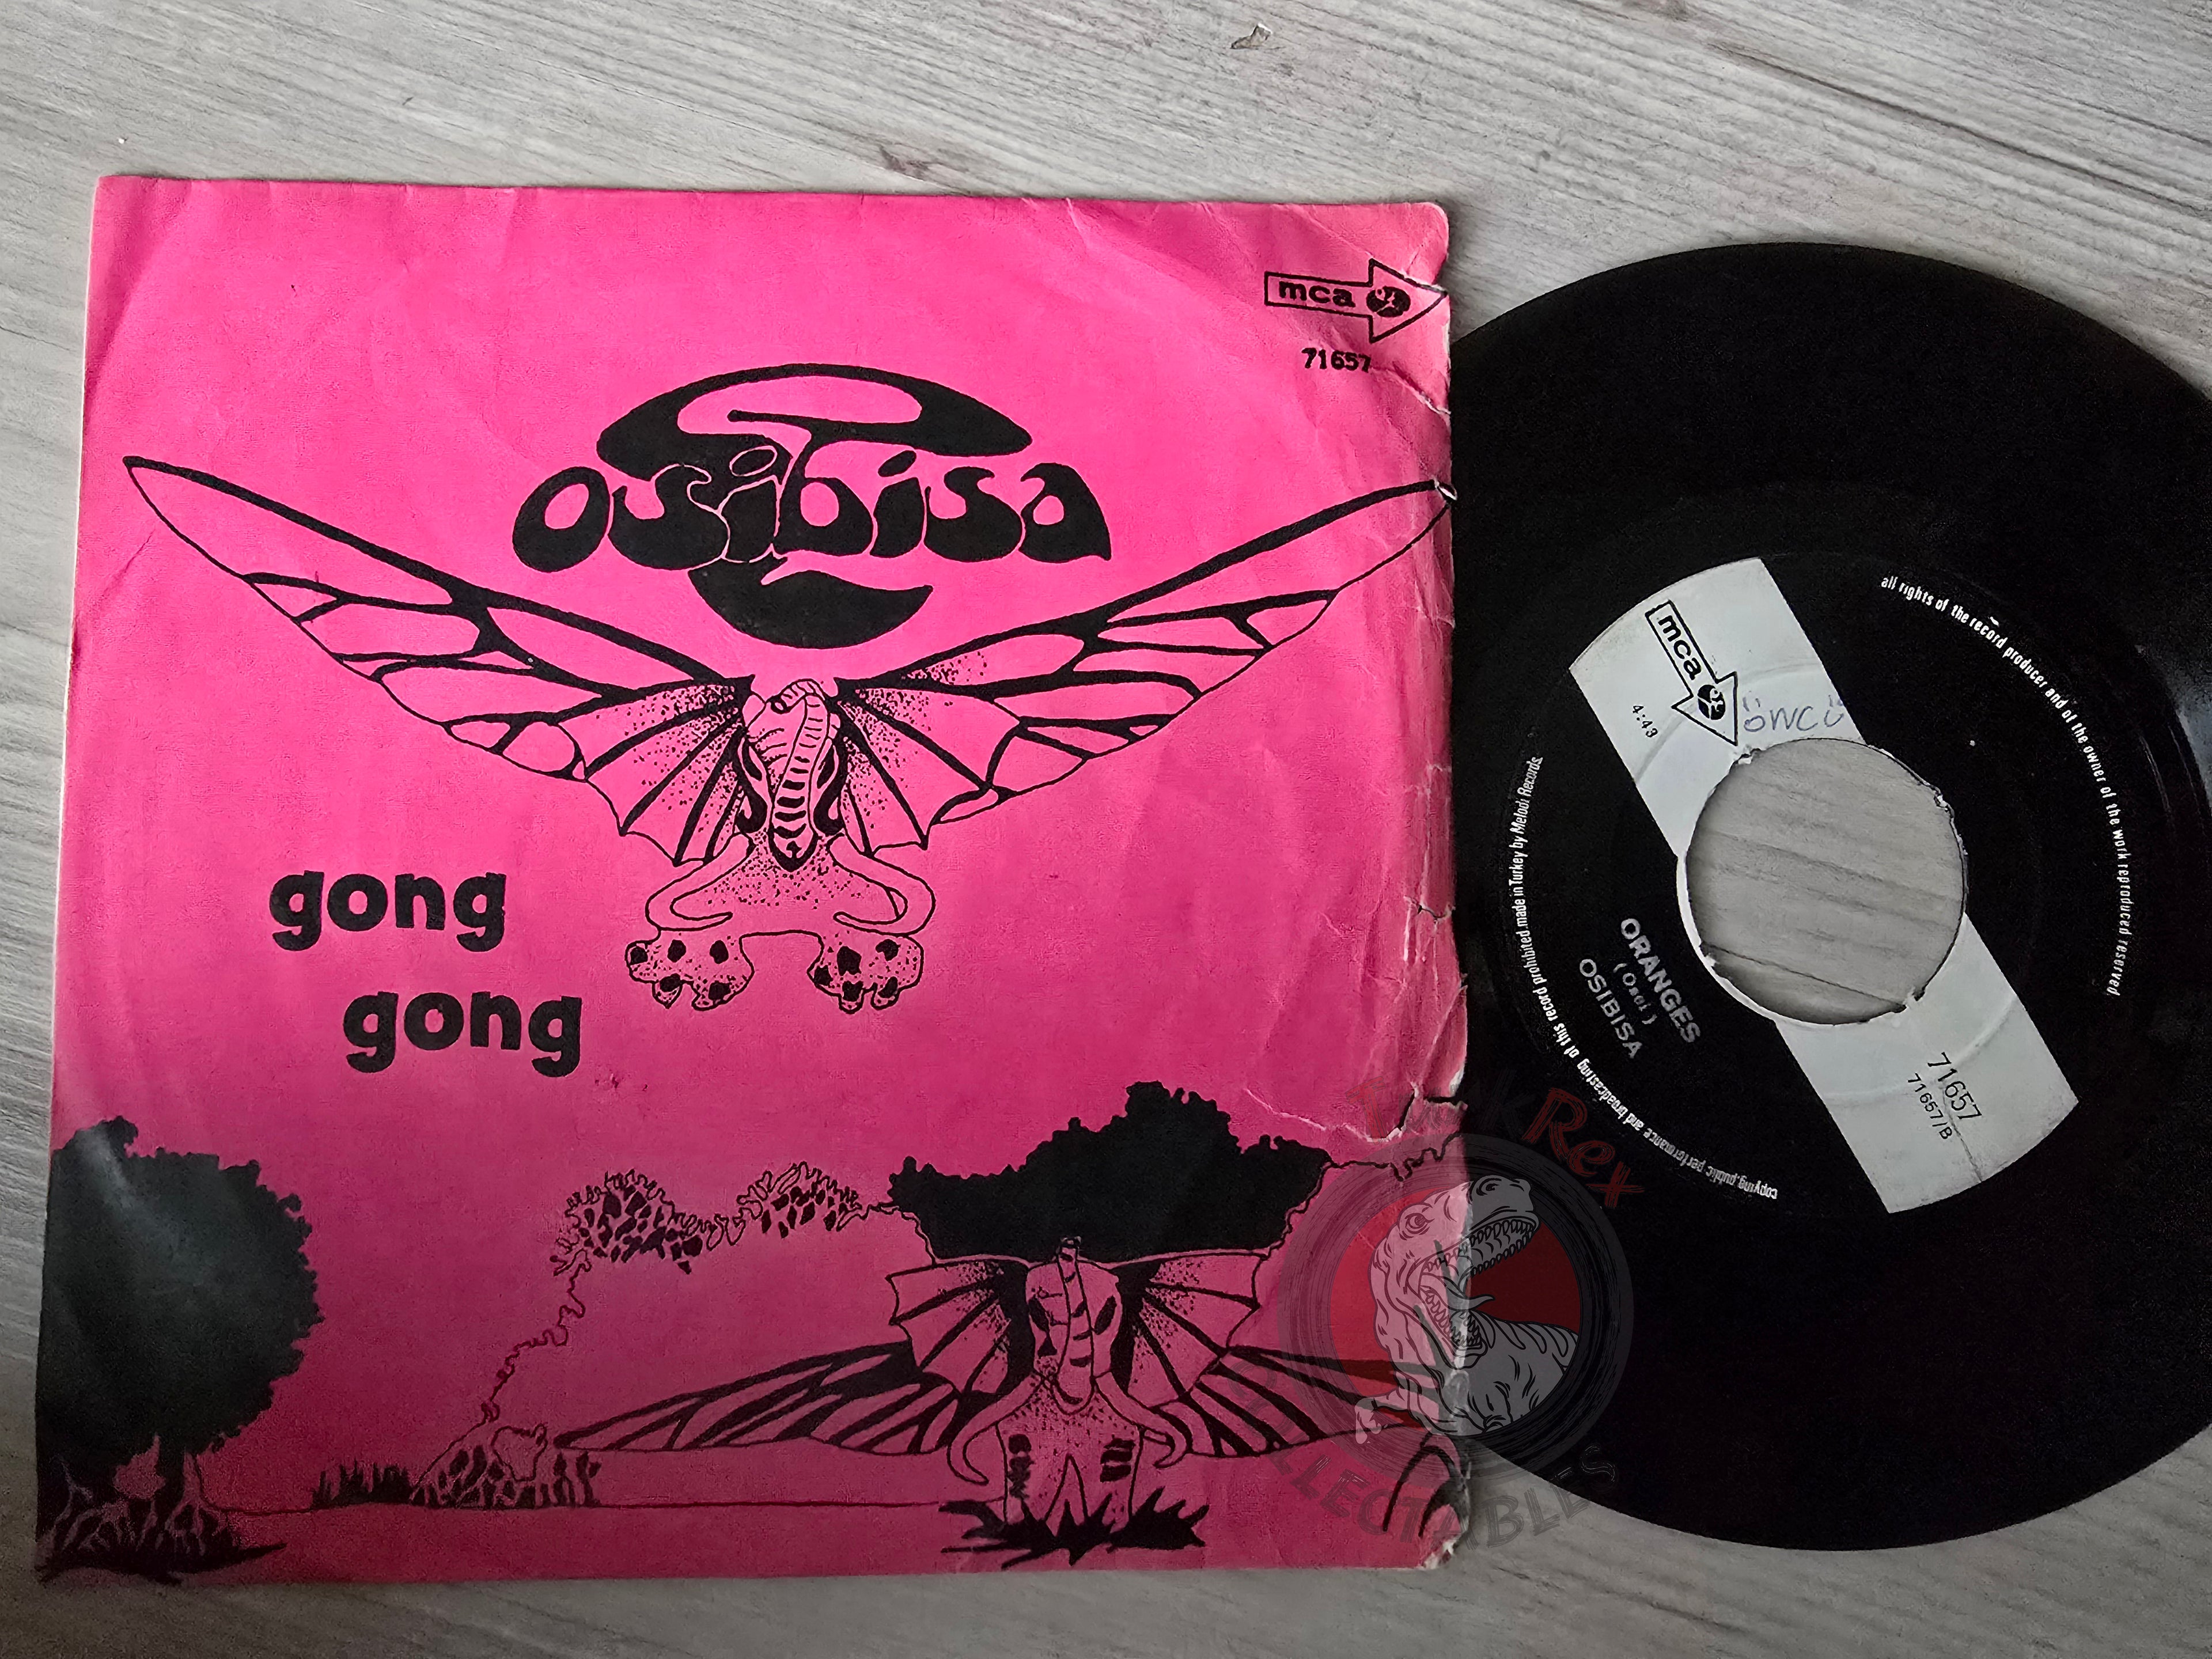 mca
71657
osibisa
gong
gong
mca
4:43
öncü
ORANGES
(Osei)
OSIBISA
71657
71657/B
all rights of the record producer and of the owner of the work reproduced reserved.
copying,public performance and broadcasting of this record prohibited.made in Turkey by Melodi Records.
Rex